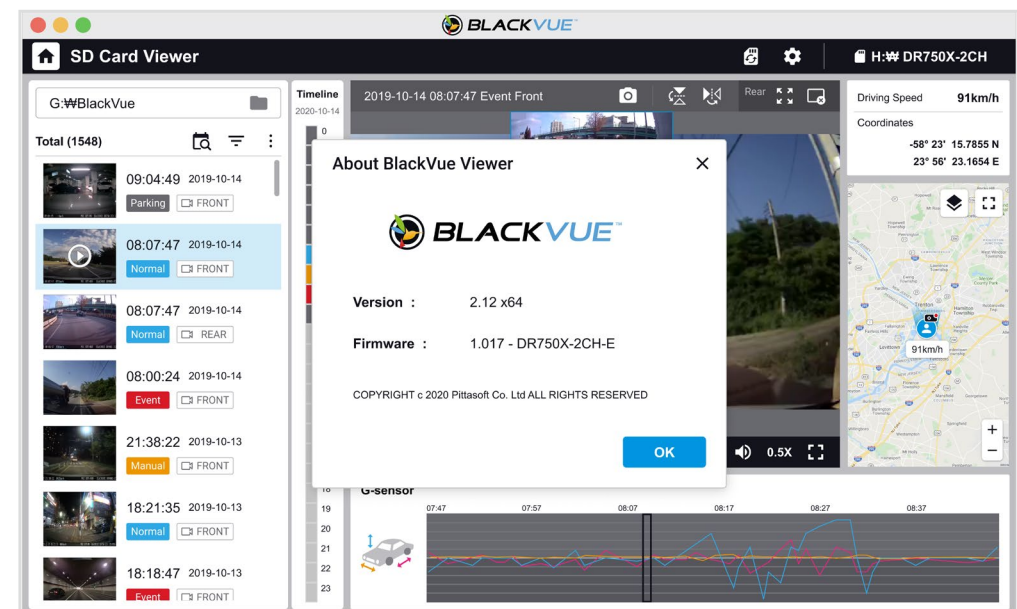 BLACKVUE
SD Card Viewer
H:₩ DR750X-2CH
G:₩BlackVue
Total (1548)
09:04:49 2019-10-14
Parking FRONT
08:07:47 2019-10-14
Normal FRONT
08:07:47 2019-10-14
Normal REAR
08:00:24 2019-10-14
Event FRONT
21:38:22 2019-10-13
Manual FRONT
18:21:35 2019-10-13
Normal FRONT
18:18:47 2019-10-13
Event FRONT
Timeline
2020-10-14
0
18
19
20
21
22
23
2019-10-14 08:07:47 Event Front
Rear
About BlackVue Viewer
BLACKVUE™
Version : 2.12 x64
Firmware : 1.017 - DR750X-2CH-E
COPYRIGHT c 2020 Pittasoft Co. Ltd ALL RIGHTS RESERVED
OK
0.5X
Driving Speed 91km/h
Coordinates
-58° 23' 15.7855 N
23° 56' 23.1654 E
Trenton
Hamilton
Township
91km/h
+
−
G-sensor
07:47 07:57 08:07 08:17 08:27 08:37